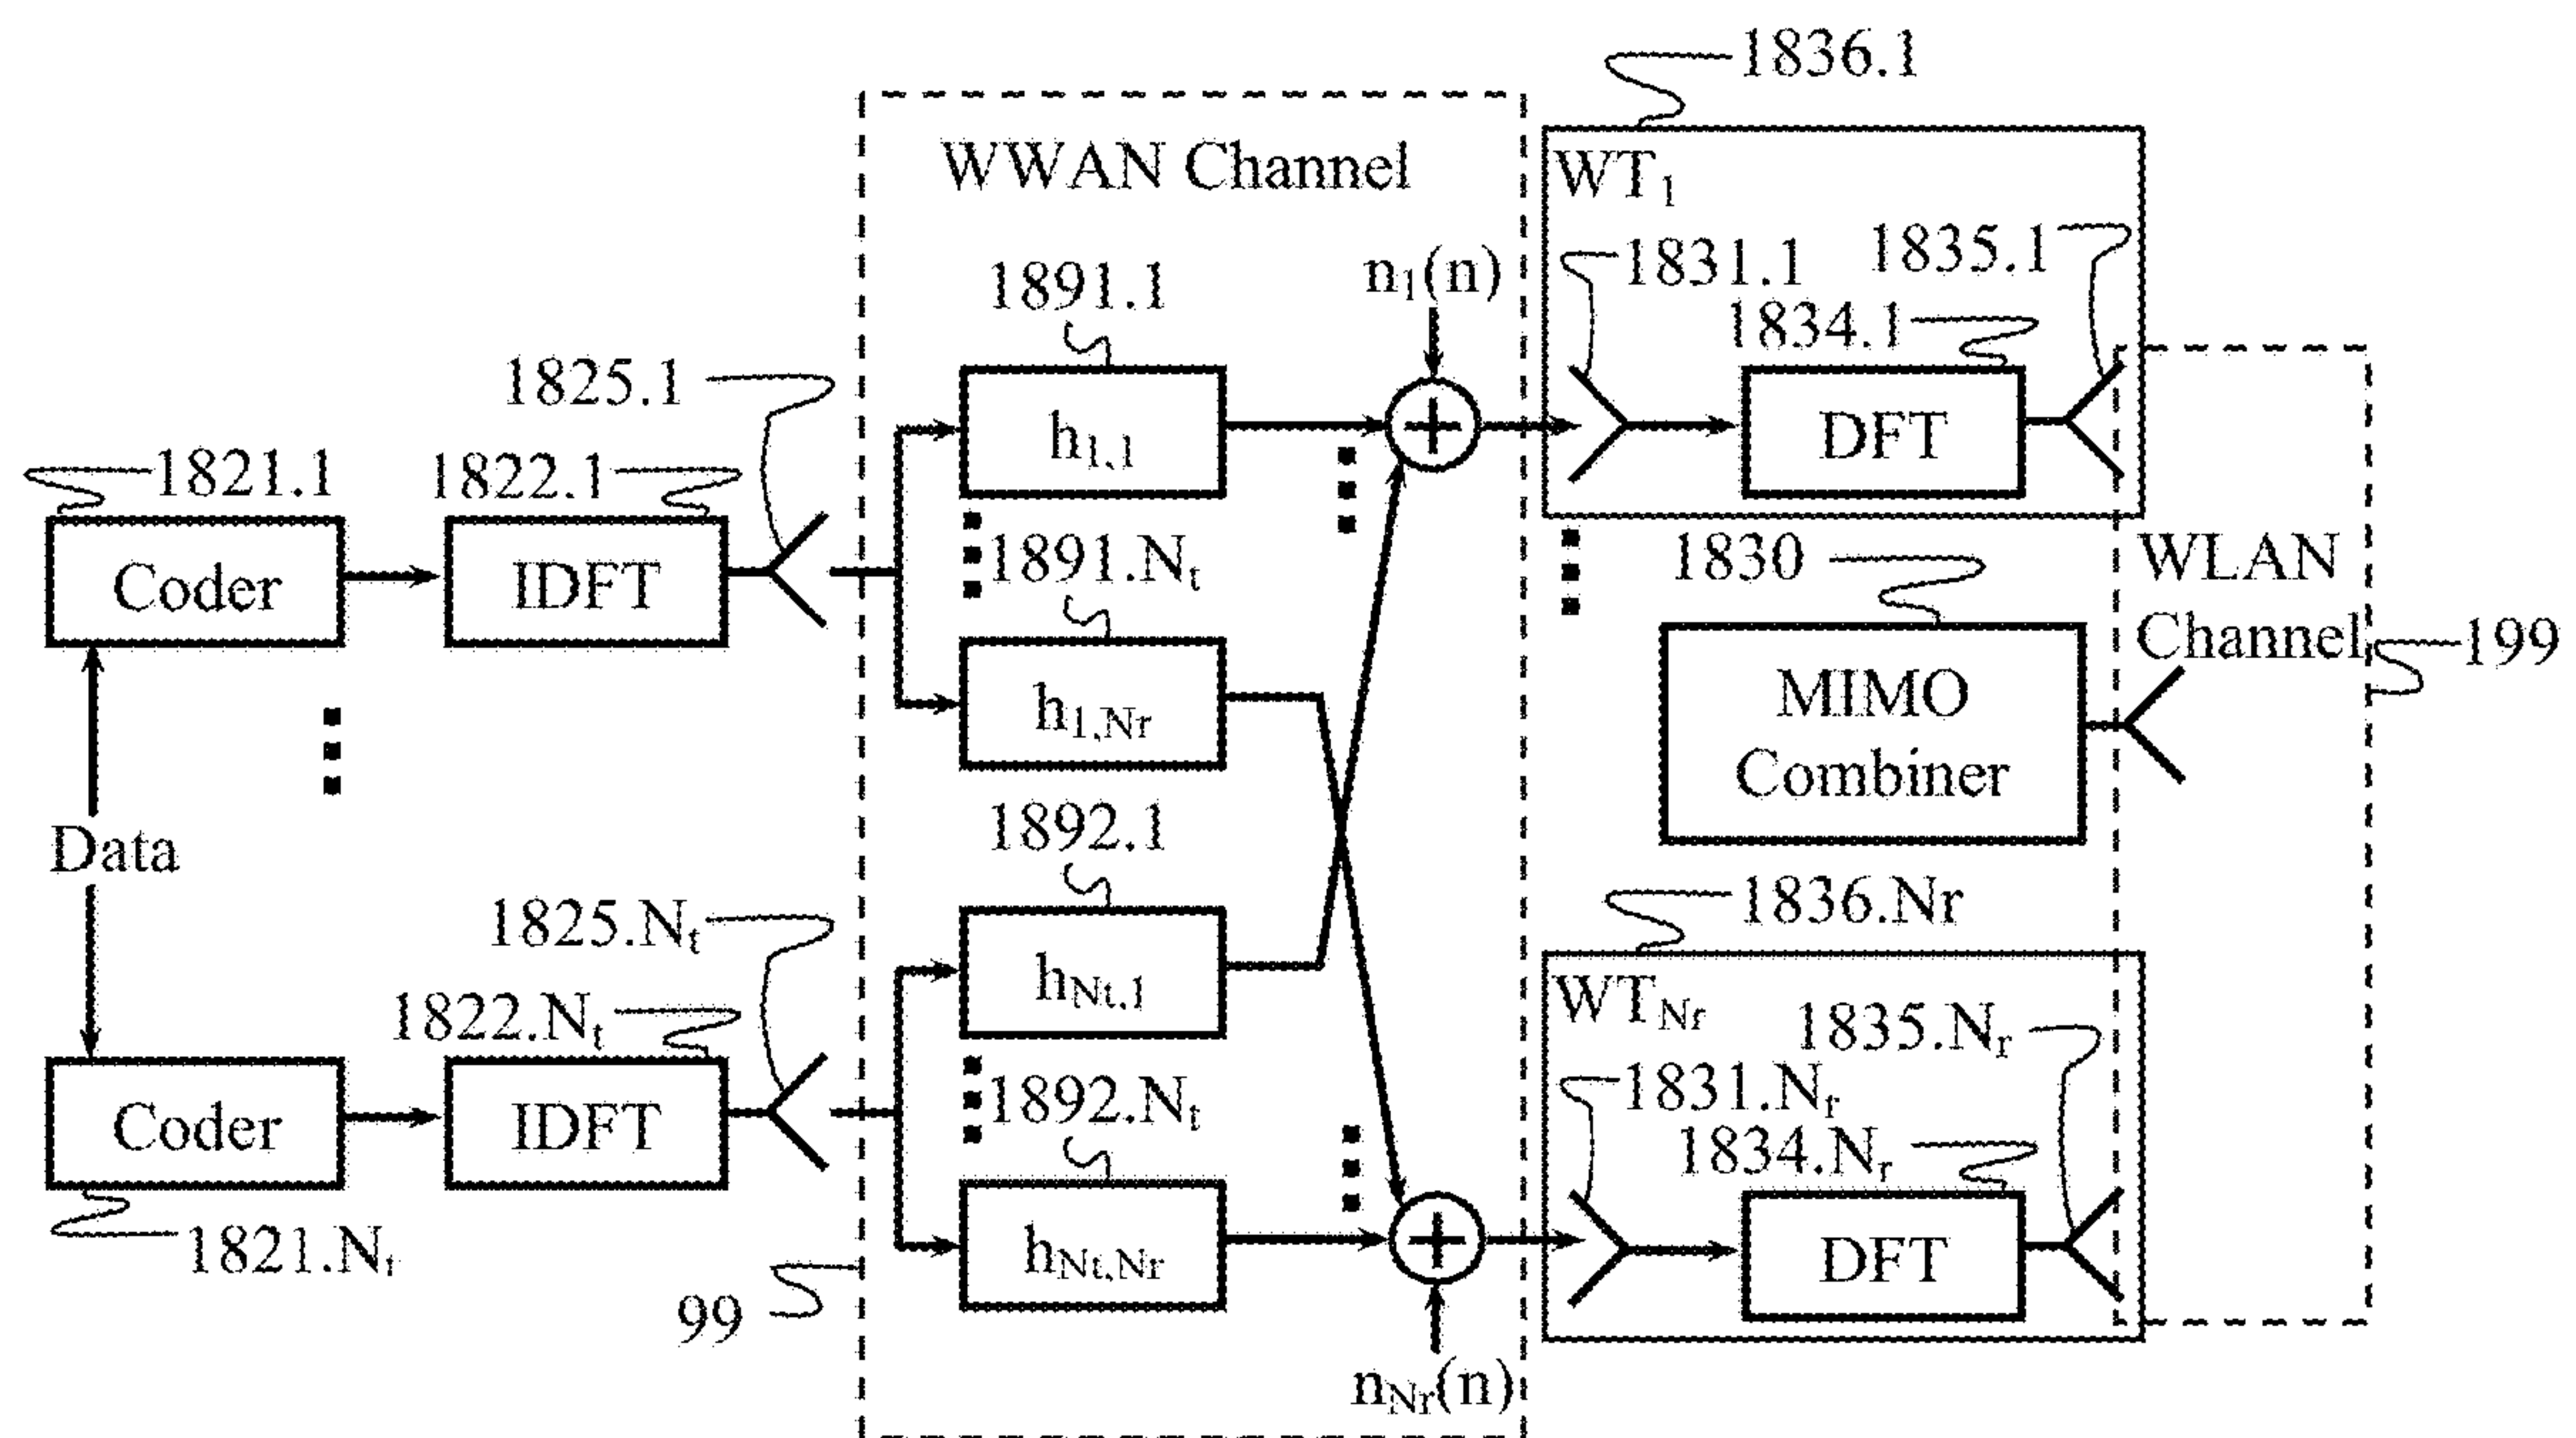 1836.1
WWAN Channel
WT1
1831.1
1835.1
1834.1
n1(n)
1891.1
h1,1
DFT
1825.1
1821.1
1822.1
Coder
IDFT
1891.Nt
h1,Nr
1830
WLAN
Channel
199
MIMO
Combiner
Data
1892.1
hNt,1
1836.Nr
WTNr
1825.Nt
1822.Nt
1835.Nr
1831.Nr
1834.Nr
Coder
IDFT
1892.Nt
hNt,Nr
DFT
1821.Nt
99
nNr(n)